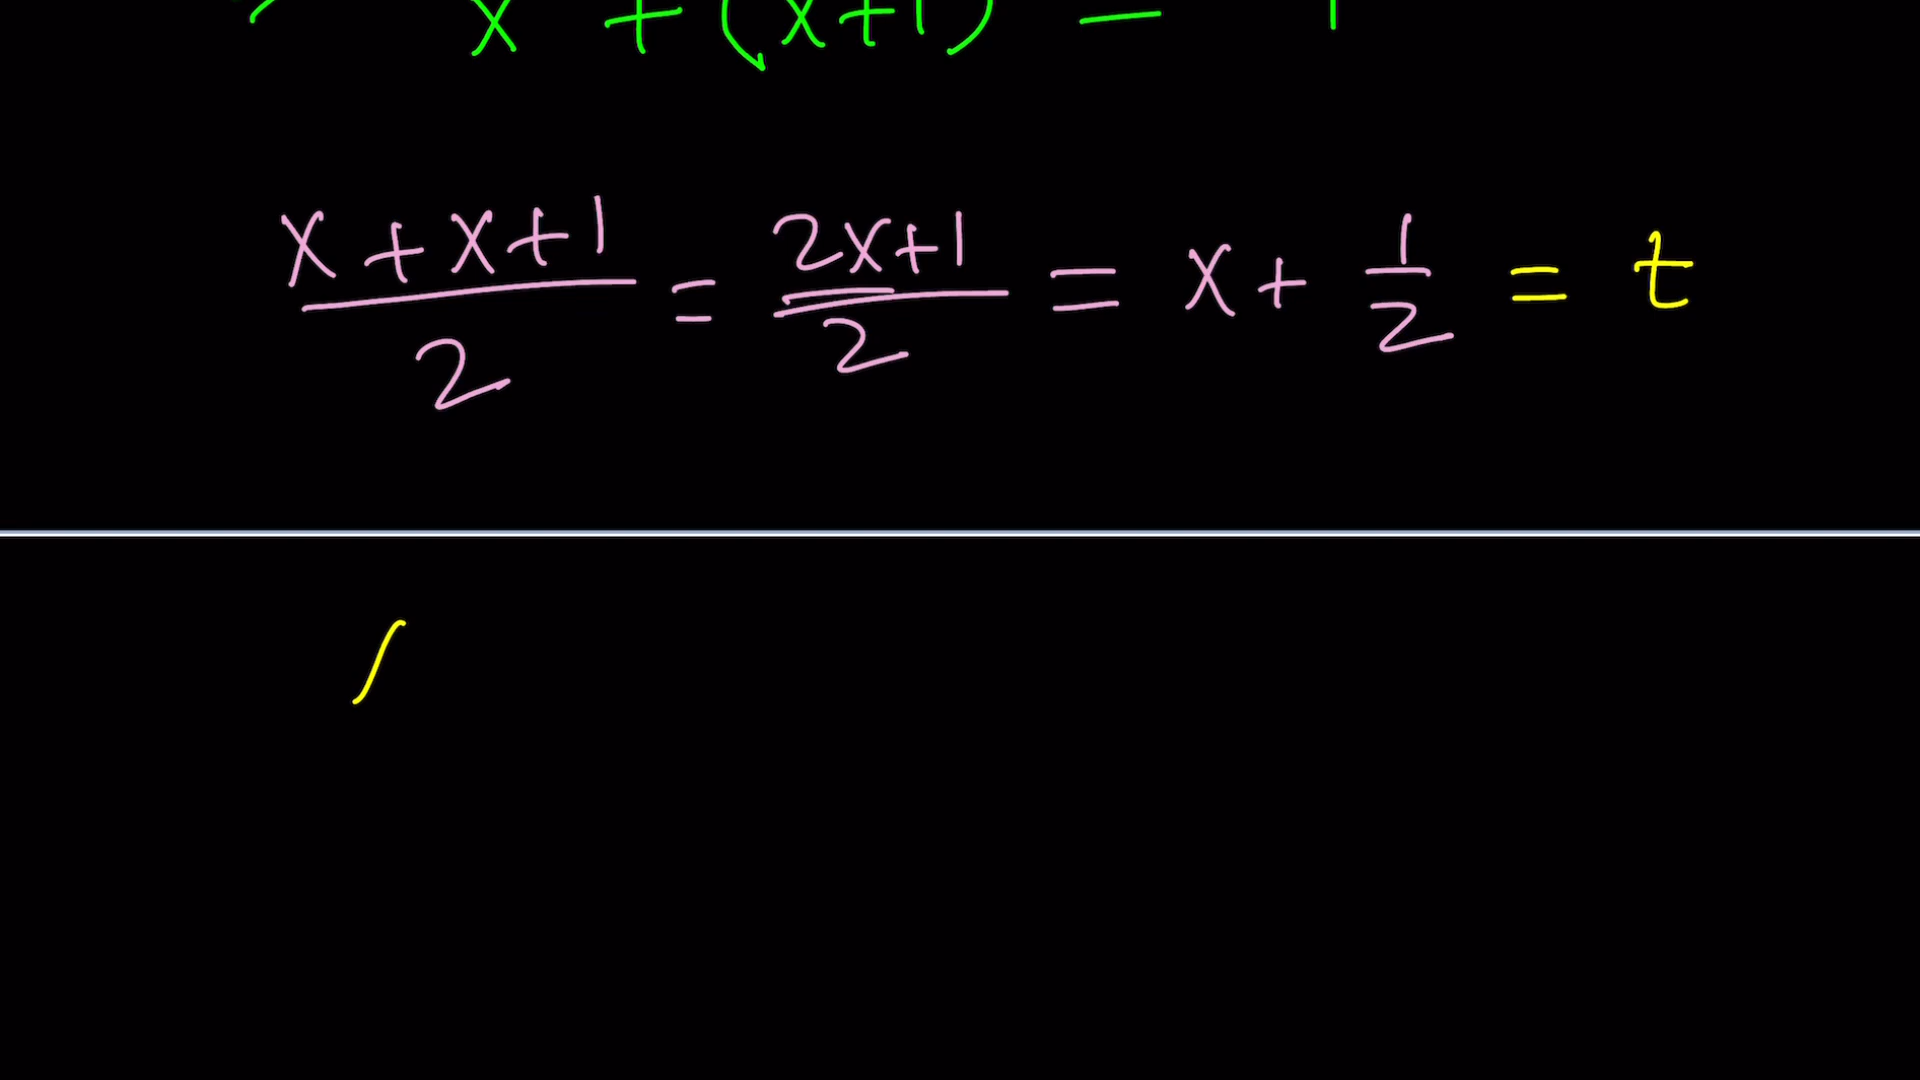 x + (x+1) = 1
x+x+1/2 = 2x+1/2 = x + 1/2 = t